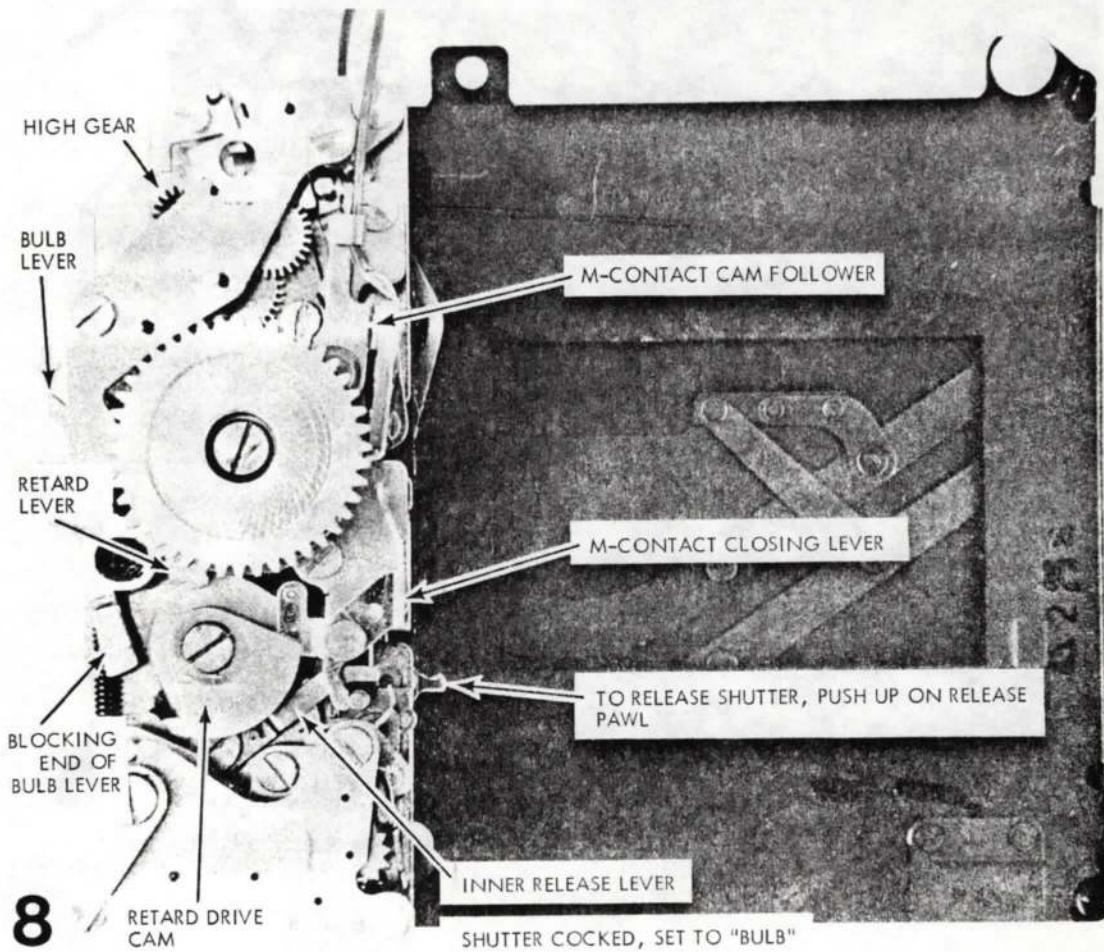 HIGH GEAR
BULB
LEVER
M-CONTACT CAM FOLLOWER
RETARD
LEVER
M-CONTACT CLOSING LEVER
TO RELEASE SHUTTER, PUSH UP ON RELEASE
PAWL
BLOCKING
END OF
BULB LEVER
INNER RELEASE LEVER
8
RETARD DRIVE
CAM
SHUTTER COCKED, SET TO "BULB"